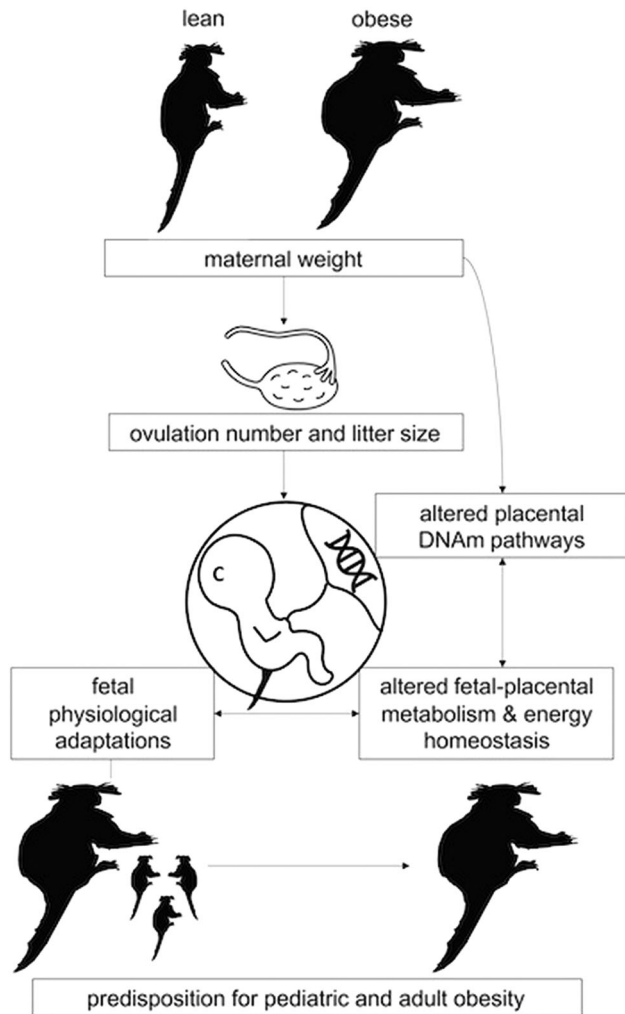 lean
obese
maternal weight
ovulation number and litter size
altered placental
DNAm pathways
fetal
physiological
adaptations
altered fetal-placental
metabolism & energy
homeostasis
predisposition for pediatric and adult obesity